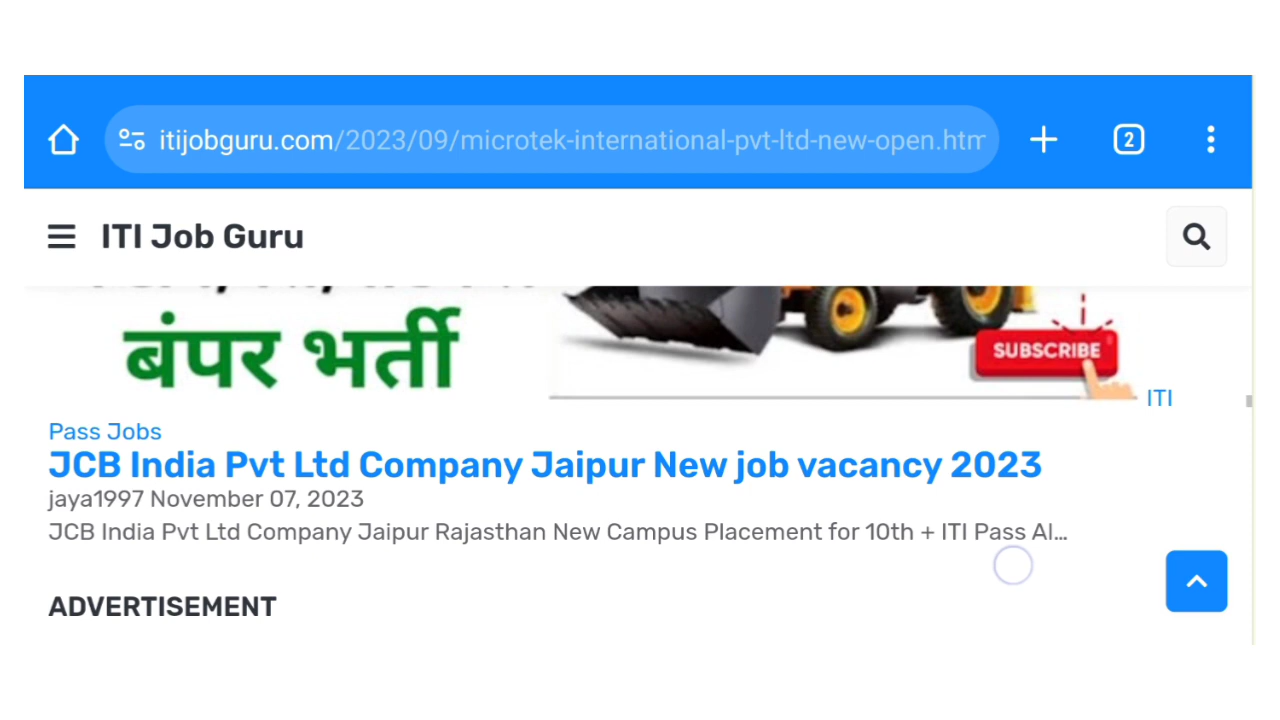 itijobguru.com/2023/09/microtek-international-pvt-ltd-new-open.htm
2
ITI Job Guru
बंपर भर्ती
SUBSCRIBE
ITI
Pass Jobs
JCB India Pvt Ltd Company Jaipur New job vacancy 2023
jaya1997 November 07, 2023
JCB India Pvt Ltd Company Jaipur Rajasthan New Campus Placement for 10th + ITI Pass Al...
ADVERTISEMENT